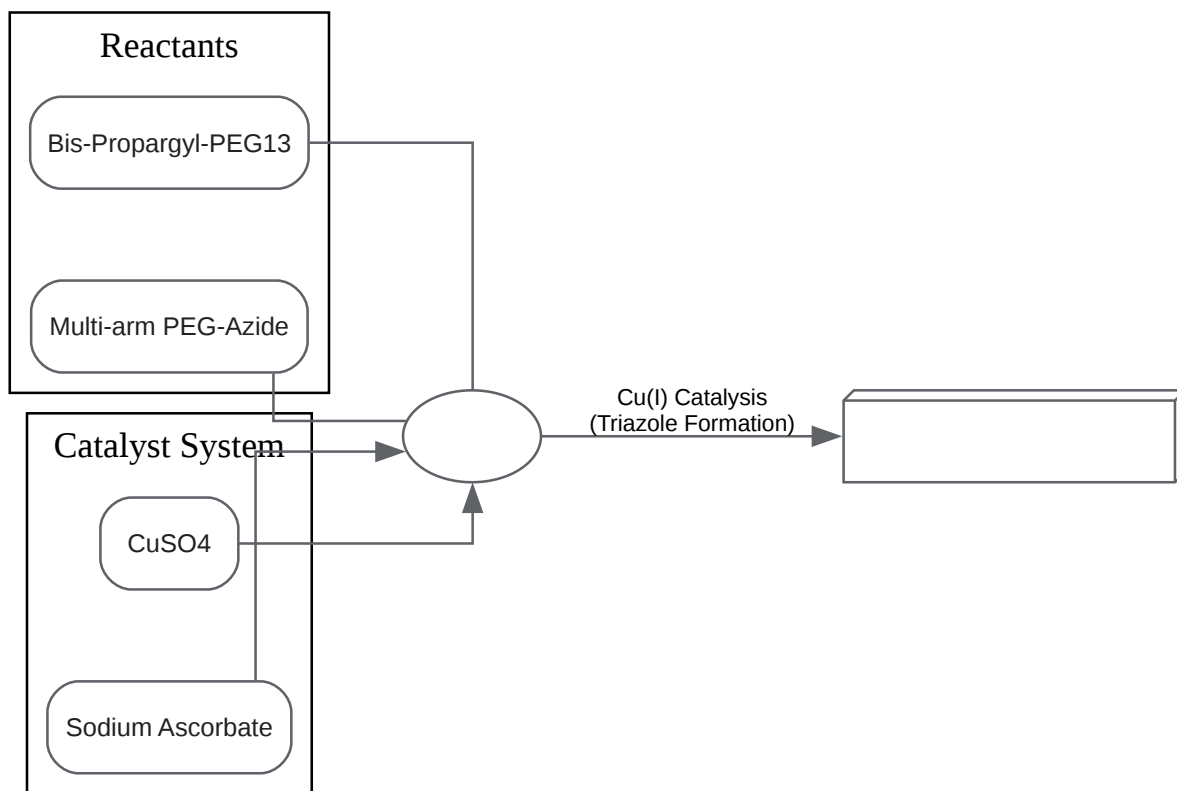 Reactants
Bis-Propargyl-PEG13
Multi-arm PEG-Azide
Cu(I) Catalysis
(Triazole Formation)
Catalyst System
CuSO4
Sodium Ascorbate